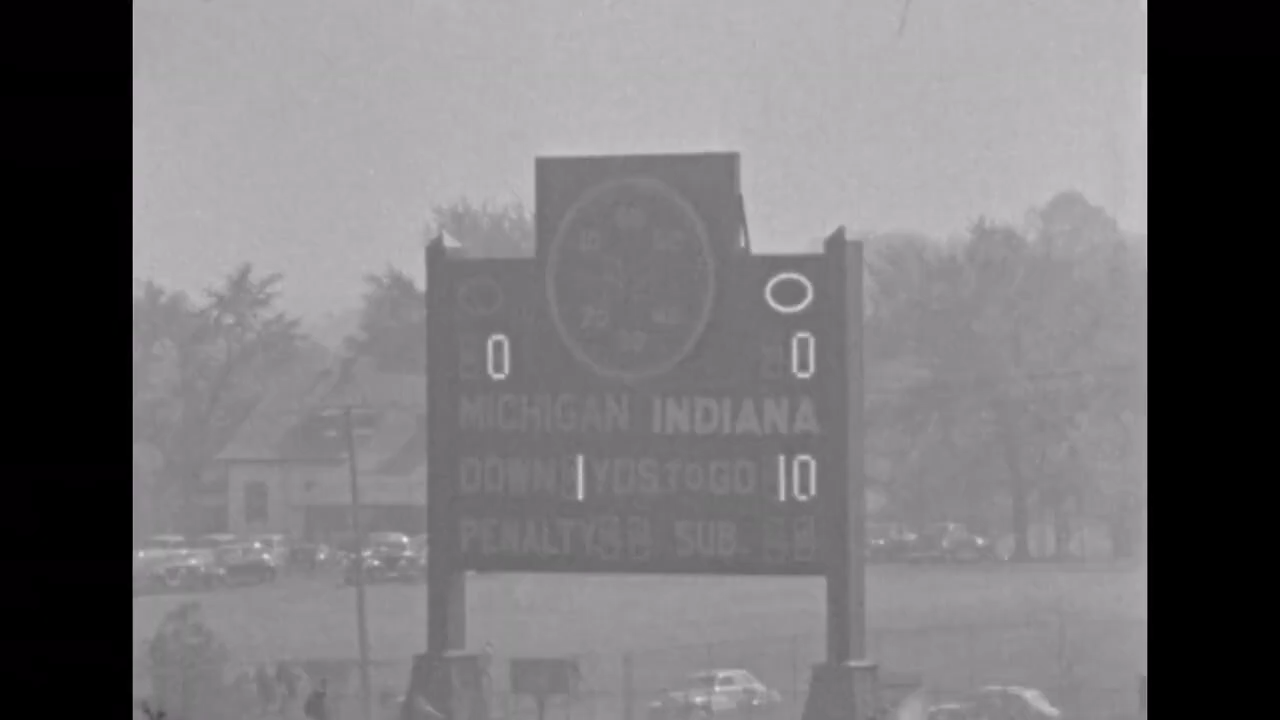 0 0
MICHIGAN INDIANA
DOWN 1 YDS. TO GO 10
PENALTY SUB.